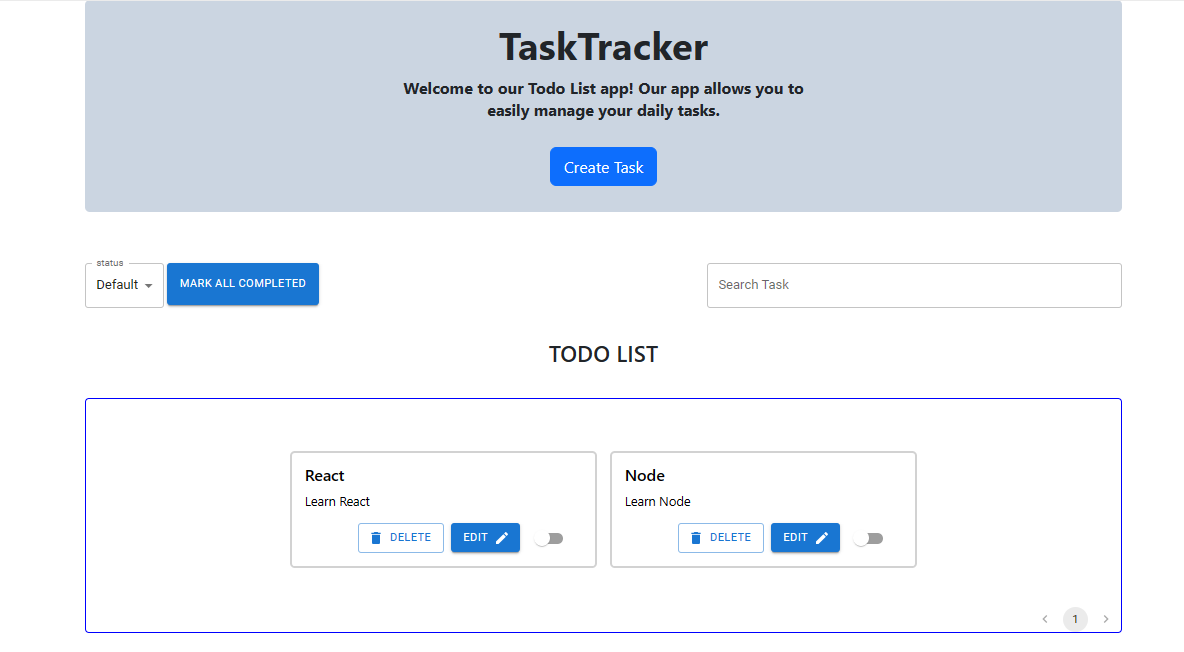 TaskTracker
Welcome to our Todo List app! Our app allows you to
easily manage your daily tasks.
Create Task
status
Default
MARK ALL COMPLETED
Search Task
TODO LIST
React
Learn React
DELETE
EDIT
Node
Learn Node
DELETE
EDIT
1